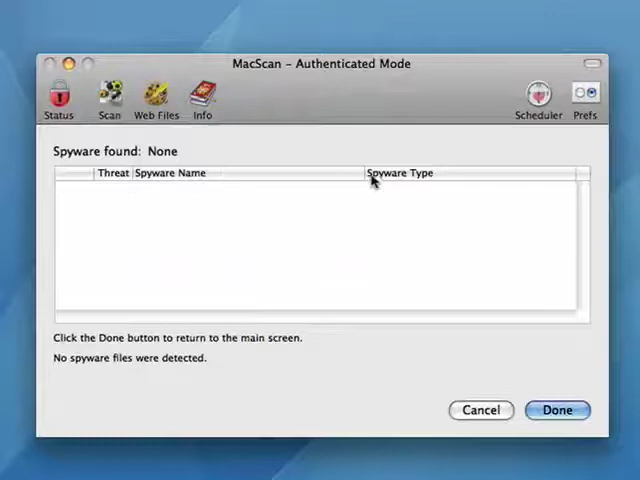 MacScan - Authenticated Mode
Status Scan Web Files Info Scheduler Prefs
Spyware found: None
Threat Spyware Name Spyware Type
Click the Done button to return to the main screen.
No spyware files were detected.
Cancel Done